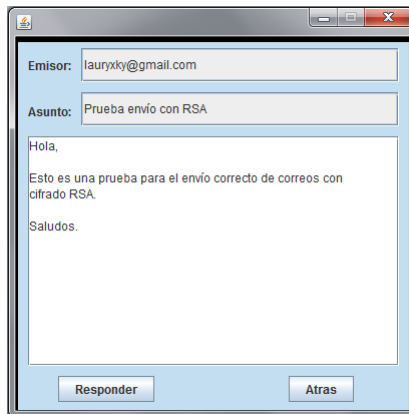 Emisor: lauryxky@gmail.com
Asunto: Prueba envío con RSA
Hola,
Esto es una prueba para el envío correcto de correos con
cifrado RSA.
Saludos.
Responder Atras